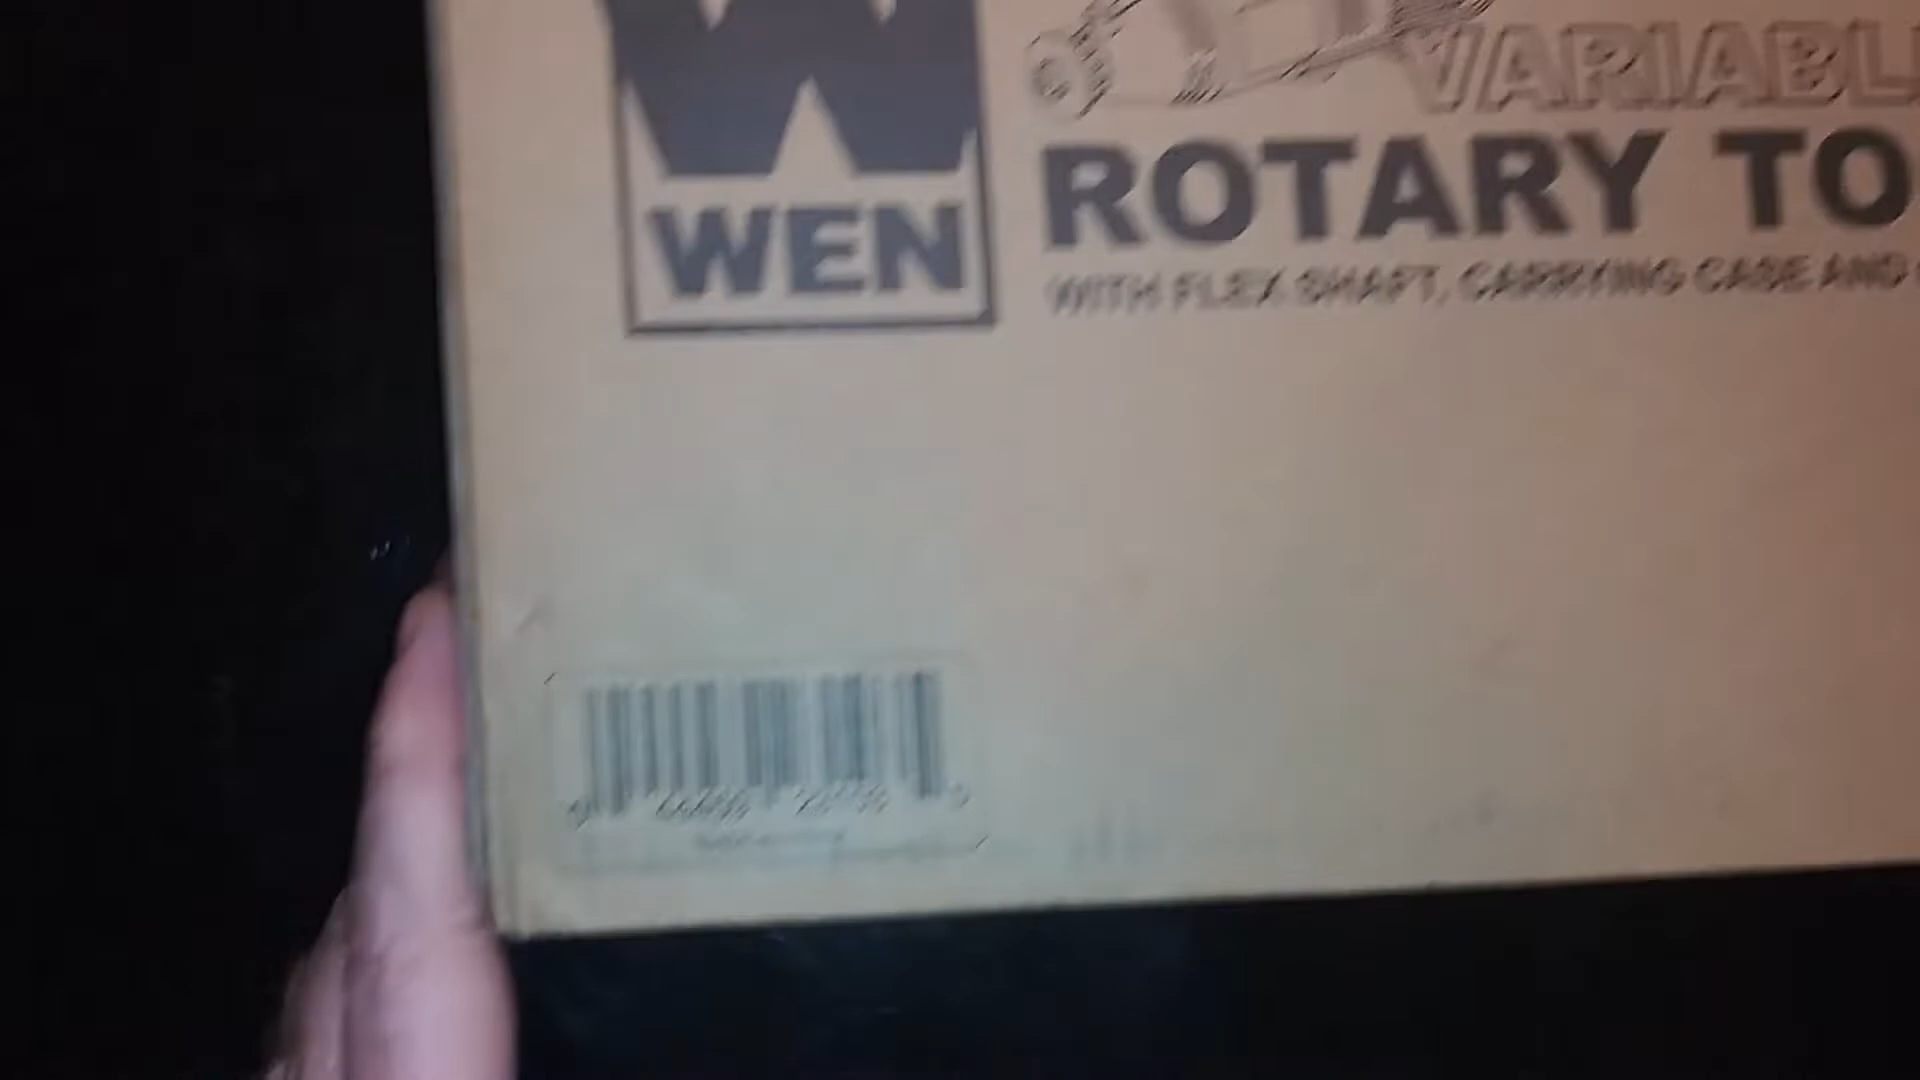 VARIABL
WEN
ROTARY TO
WITH FLEX SHAFT, CARRYING CASE AND